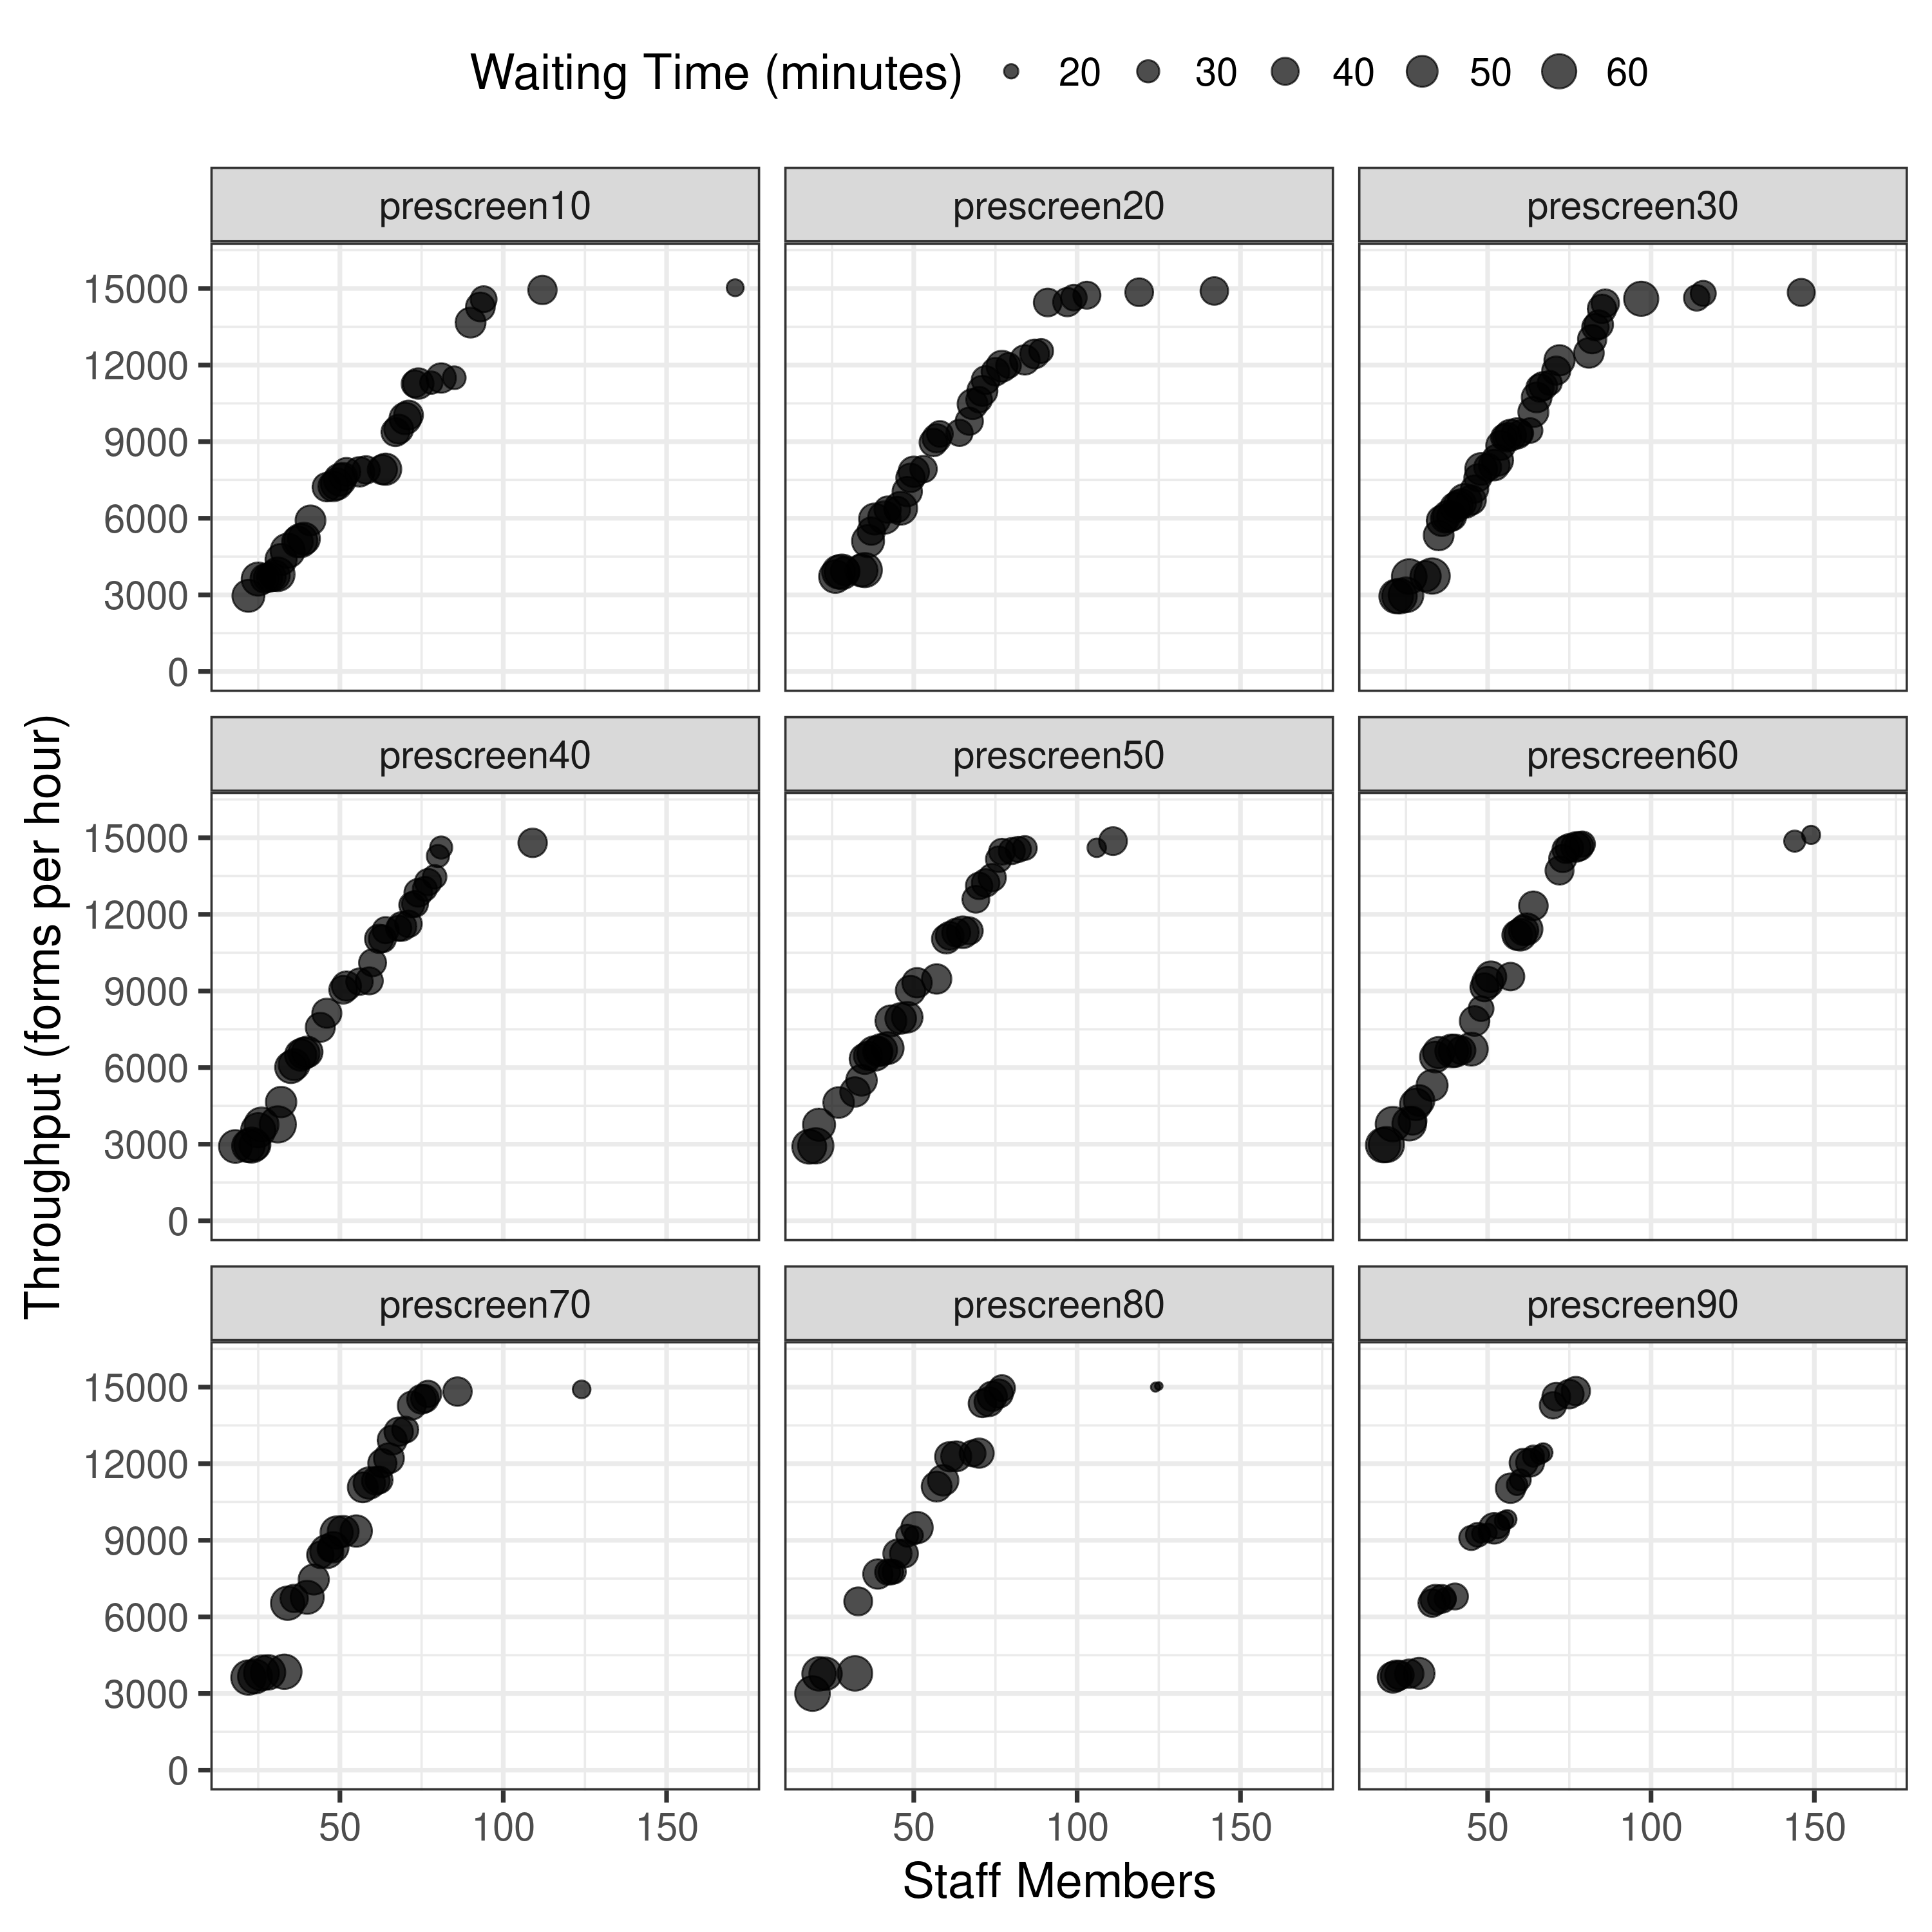 Waiting Time (minutes) 20 30 40 50 60
prescreen10 prescreen20 prescreen30
15000
12000
9000
6000
3000
0
prescreen40 prescreen50 prescreen60
15000
12000
9000
6000
3000
0
prescreen70 prescreen80 prescreen90
15000
12000
9000
6000
3000
0
50 100 150 50 100 150 50 100 150
Staff Members
Throughput (forms per hour)